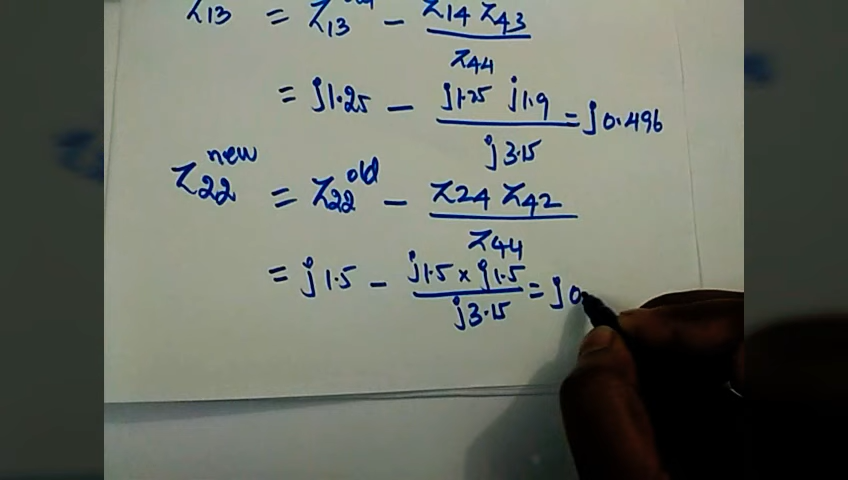 Z13 = Z13 old - Z14 Z43 / Z44
= j1.25 - j1.25 j1.9 / j3.15 = j0.496
Z22 new = Z22 old - Z24 Z42 / Z44
= j1.5 - j1.5 x j1.5 / j3.15 = j0